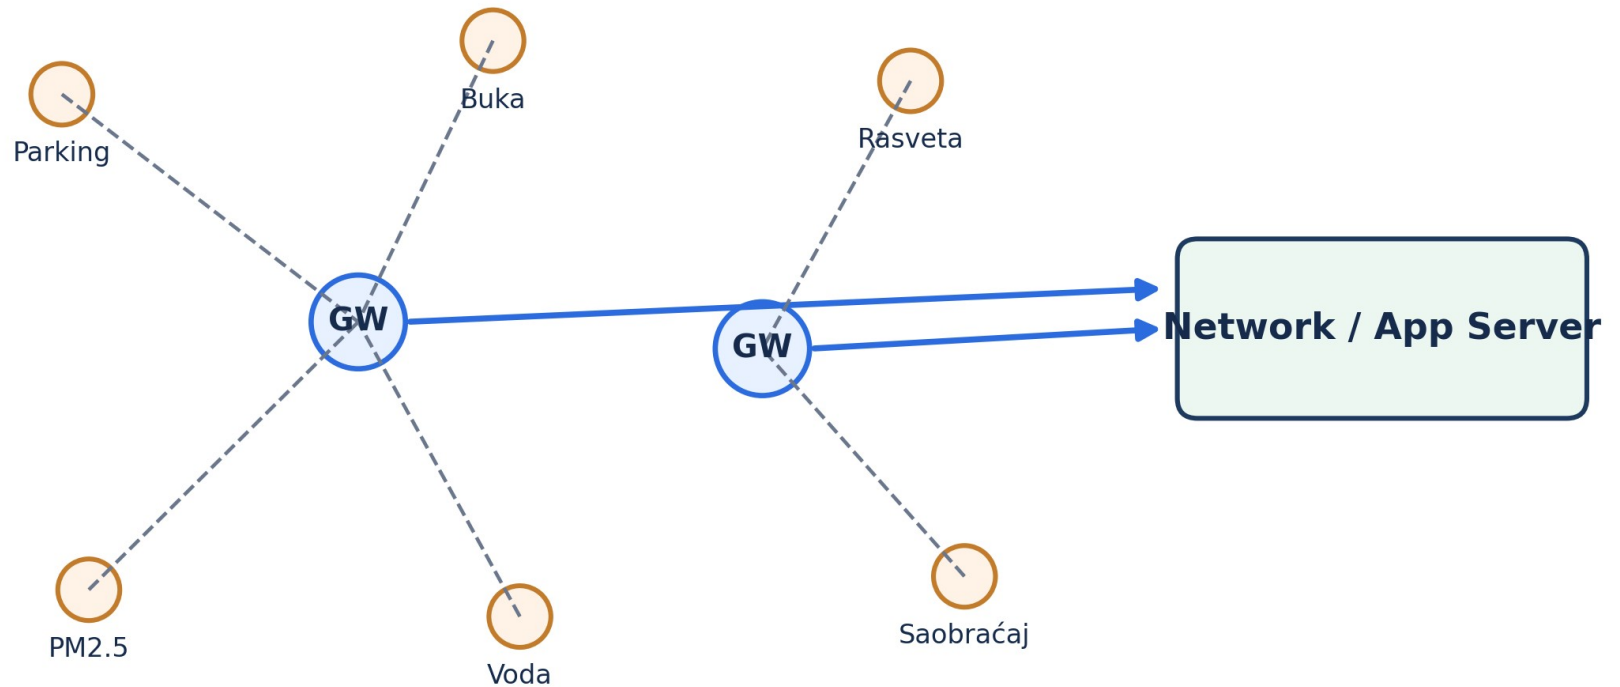 Buka
Parking
Rasveta
GW
GW
Network / App Server
PM2.5
Voda
Saobraćaj